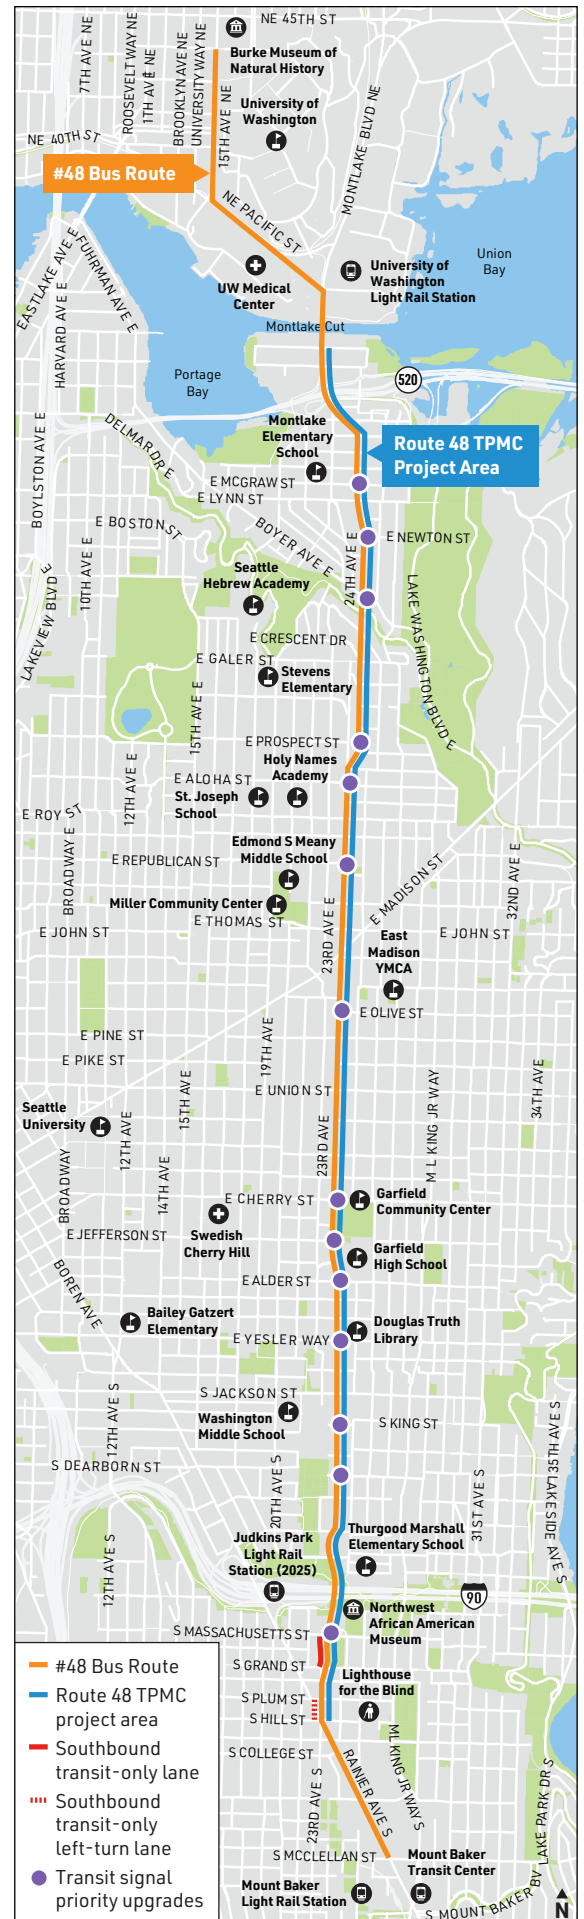 NE 45TH ST
7TH AVE NE
ROOSEVELT WAY NE
11TH AVE NE
BROOKLYN AVE NE
UNIVERSITY WAY NE
Burke Museum of
Natural History
15TH AVE NE
University of
Washington
MONTLAKE BLVD NE
NE 40TH ST
#48 Bus Route
NE PACIFIC ST
EASTLAKE AVE E
FUHRMAN AVE E
HARVARD AVE E
UW Medical
Center
University of
Washington
Light Rail Station
Union
Bay
Montlake Cut
Portage
Bay
520
BOYLSTON AVE E
DELMAR DR E
Montlake
Elementary
School
Route 48 TPMC
Project Area
E MCGRAW ST
E LYNN ST
E BOSTON ST
BOYER AVE E
24TH AVE E
E NEWTON ST
10TH AVE E
LAKEVIEW BLVD E
Seattle
Hebrew Academy
LAKE WASHINGTON BLVD E
E CRESCENT DR
E GALER ST
Stevens
Elementary
15TH AVE E
E PROSPECT ST
Holy Names
Academy
E ALOHA ST
St. Joseph
School
12TH AVE E
E ROY ST
BROADWAY E
Edmond S Meany
Middle School
E REPUBLICAN ST
E MADISON ST
32ND AVE E
Miller Community Center
E THOMAS ST
E JOHN ST
23RD AVE E
East
Madison
YMCA
E JOHN ST
E OLIVE ST
E PINE ST
E PIKE ST
19TH AVE
15TH AVE
E UNION ST
M L KING JR WAY
34TH AVE
Seattle
University
12TH AVE
23RD AVE
BROADWAY
14TH AVE
E CHERRY ST
Garfield
Community Center
E JEFFERSON ST
Swedish
Cherry Hill
Garfield
High School
BOREN AVE
E ALDER ST
Bailey Gatzert
Elementary
E YESLER WAY
Douglas Truth
Library
S JACKSON ST
12TH AVE S
Washington
Middle School
S KING ST
S DEARBORN ST
20TH AVE S
31ST AVE S
35TH AVE S
LAKESIDE AVE S
12TH AVE S
Judkins Park
Light Rail
Station (2025)
Thurgood Marshall
Elementary School
90
Northwest
African American
Museum
S MASSACHUSETTS ST
S GRAND ST
Lighthouse
for the Blind
S PLUM ST
S HILL ST
S COLLEGE ST
RAINIER AVE S
ML KING JR WAY S
23RD AVE S
S MCCLELLAN ST
Mount Baker
Transit Center
Mount Baker
Light Rail Station
S MOUNT BAKER BV
LAKE PARK DR S
N
#48 Bus Route
Route 48 TPMC
project area
Southbound
transit-only lane
Southbound
transit-only
left-turn lane
Transit signal
priority upgrades